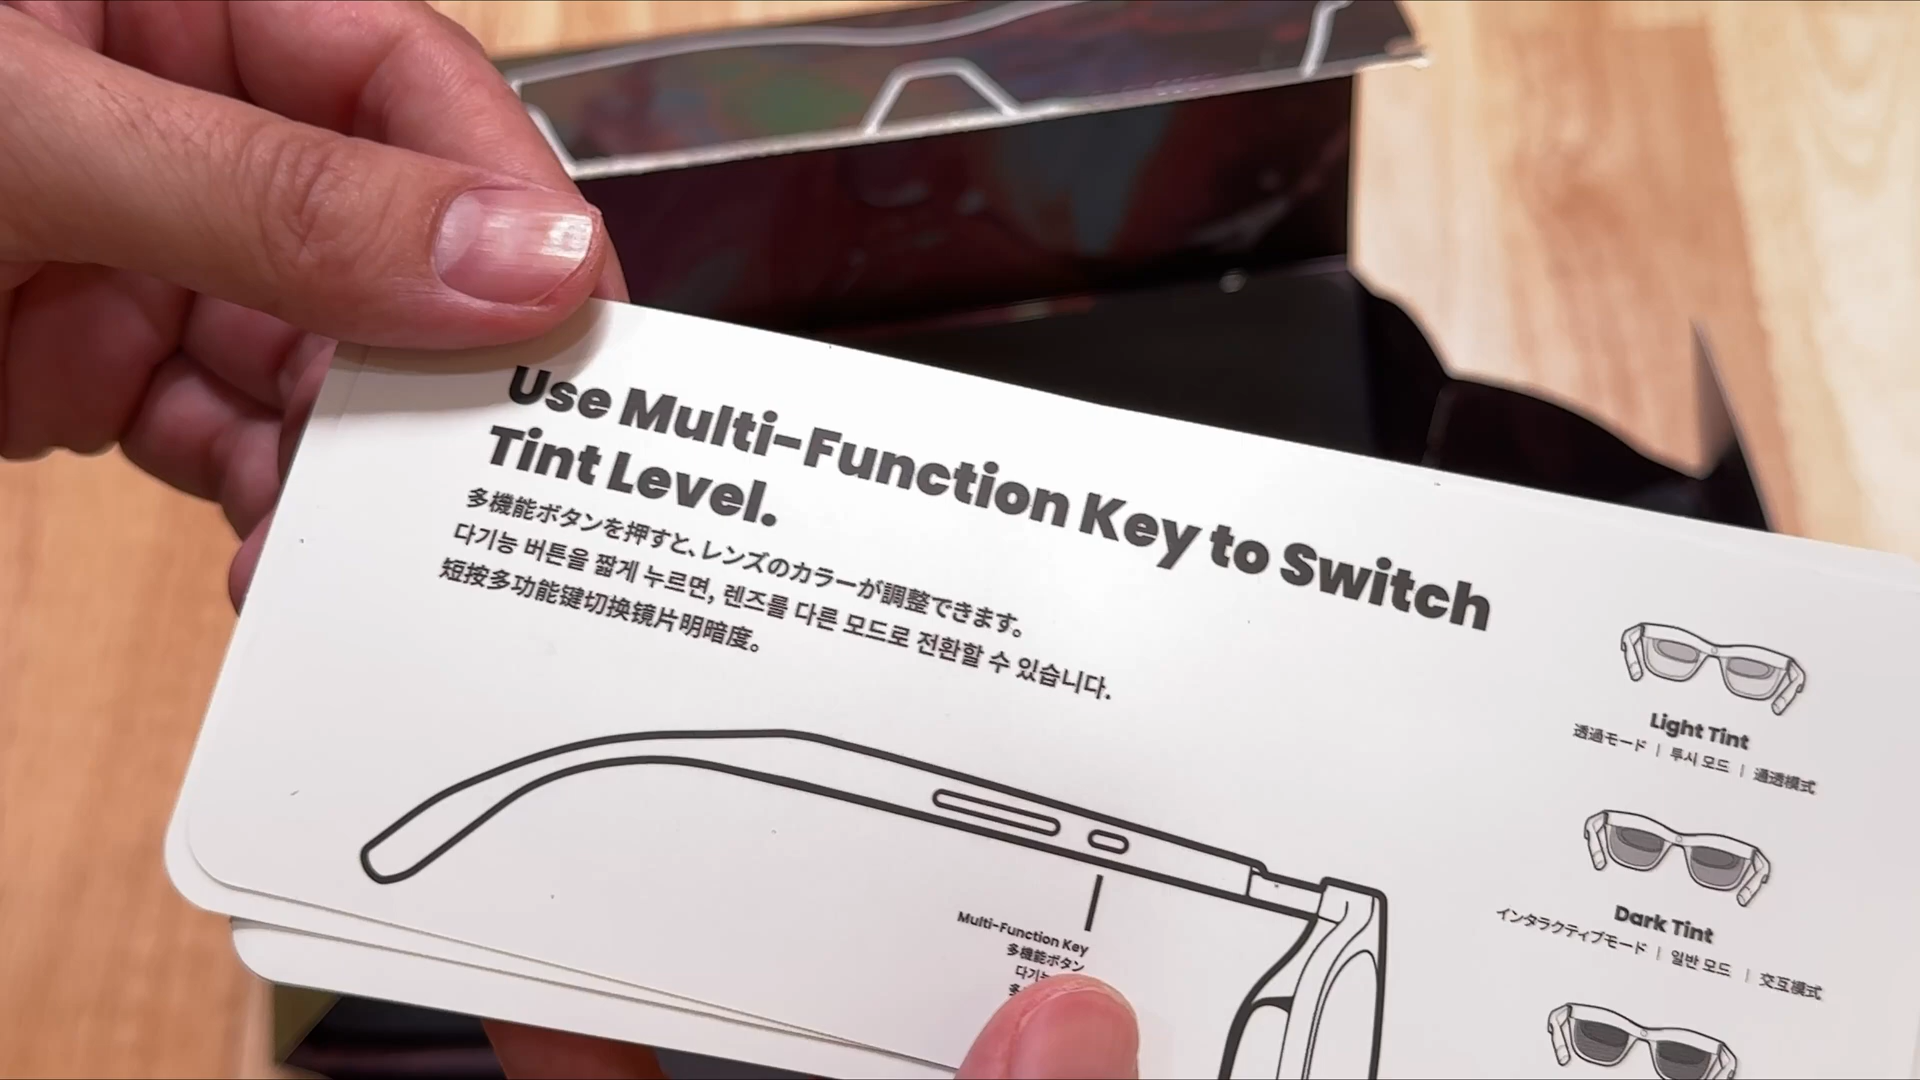 Use Multi-Function Key to Switch
Tint Level.
多機能ボタンを押すと、レンズのカラーが調整できます。
다기능 버튼을 짧게 누르면, 렌즈를 다른 모드로 전환할 수 있습니다.
短按多功能键切换镜片明暗度。
Light Tint
透過モード | 투시 모드 | 通透模式
Dark Tint
インタラクティブモード | 일반 모드 | 交互模式
Multi-Function Key
多機能ボタン
다기능
多